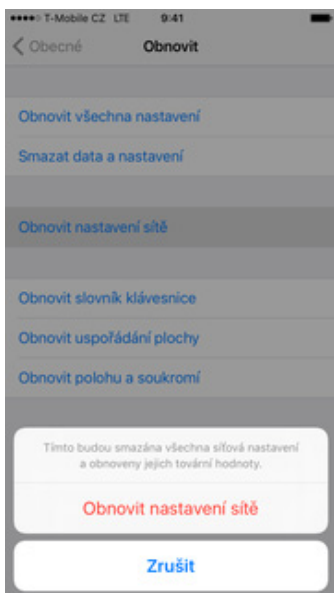 T-Mobile CZ LTE 9:41
Obecné Obnovit
Obnovit všechna nastavení
Smazat data a nastavení
Obnovit nastavení sítě
Obnovit slovník klávesnice
Obnovit uspořádání plochy
Obnovit polohu a soukromí
Tímto budou smazána všechna síťová nastavení
a obnoveny jejich tovární hodnoty.
Obnovit nastavení sítě
Zrušit